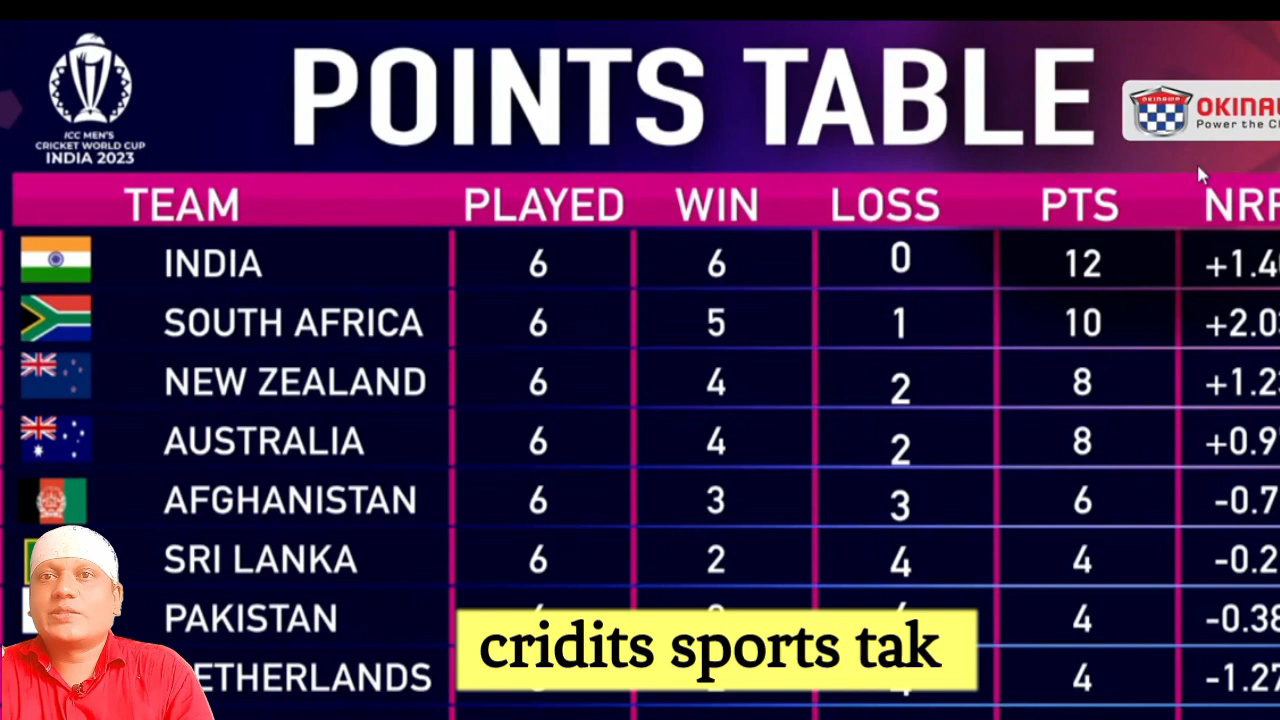 POINTS TABLE
ICC MEN'S
CRICKET WORLD CUP
INDIA 2023
OKINAWA
Power the
TEAM PLAYED WIN LOSS PTS
INDIA 6 6 0 12
SOUTH AFRICA 6 5 1 10
NEW ZEALAND 6 4 2 8
AUSTRALIA 6 4 2 8
AFGHANISTAN 6 3 3 6
SRI LANKA 6 2 4 4
PAKISTAN 4
cridits sports tak
4